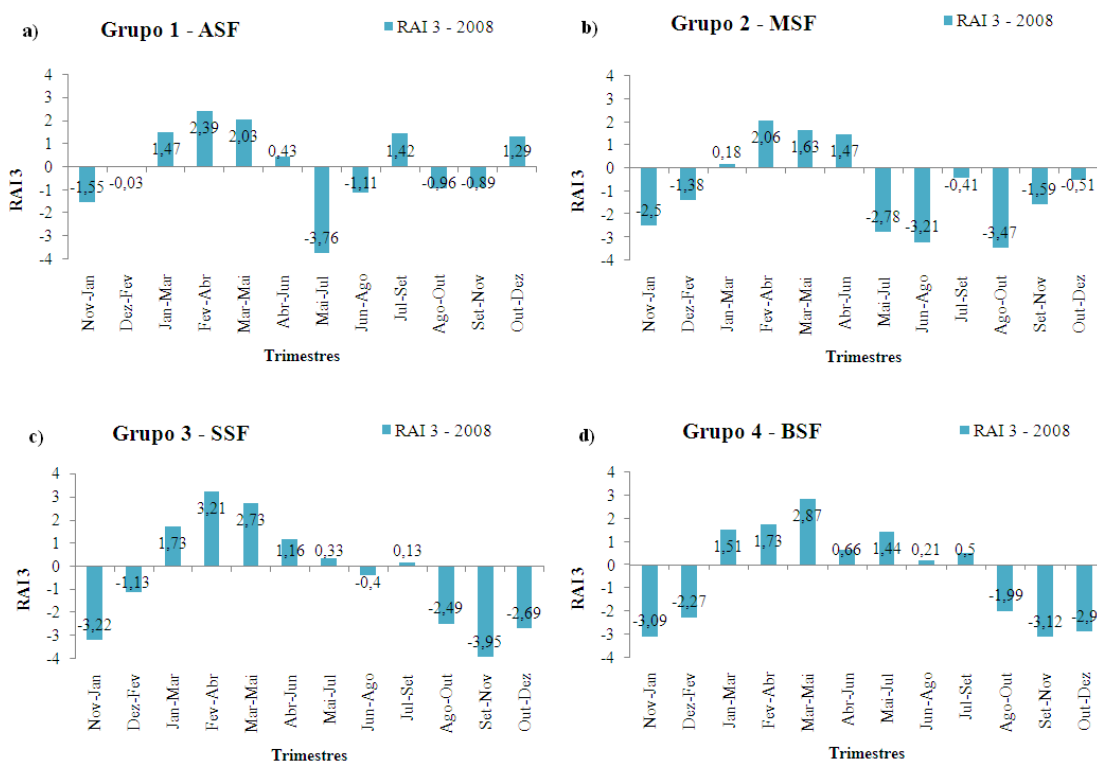 a)
Grupo 1 - ASF
RAI 3 - 2008
RAI3
4
3
2
1
0
-1
-2
-3
-4
-1,55
-0,03
1,47
2,39
2,03
0,43
-3,76
-1,11
1,42
-0,96
-0,89
1,29
Nov-Jan
Dez-Fev
Jan-Mar
Fev-Abr
Mar-Mai
Abr-Jun
Mai-Jul
Jun-Ago
Jul-Set
Ago-Out
Set-Nov
Out-Dez
Trimestres
b)
Grupo 2 - MSF
RAI 3 - 2008
RAI3
4
3
2
1
0
-1
-2
-3
-4
-2,5
-1,38
0,18
2,06
1,63
1,47
-2,78
-3,21
-0,41
-3,47
-1,59
-0,51
Nov-Jan
Dez-Fev
Jan-Mar
Fev-Abr
Mar-Mai
Abr-Jun
Mai-Jul
Jun-Ago
Jul-Set
Ago-Out
Set-Nov
Out-Dez
Trimestres
c)
Grupo 3 - SSF
RAI 3 - 2008
RAI3
4
3
2
1
0
-1
-2
-3
-4
-3,22
-1,13
1,73
3,21
2,73
1,16
0,33
-0,4
0,13
-2,49
-3,95
-2,69
Nov-Jan
Dez-Fev
Jan-Mar
Fev-Abr
Mar-Mai
Abr-Jun
Mai-Jul
Jun-Ago
Jul-Set
Ago-Out
Set-Nov
Out-Dez
Trimestres
d)
Grupo 4 - BSF
RAI 3 - 2008
RAI3
4
3
2
1
0
-1
-2
-3
-4
-3,09
-2,27
1,51
1,73
2,87
0,66
1,44
0,21
0,5
-1,99
-3,12
-2,9
Nov-Jan
Dez-Fev
Jan-Mar
Fev-Abr
Mar-Mai
Abr-Jun
Mai-Jul
Jun-Ago
Jul-Set
Ago-Out
Set-Nov
Out-Dez
Trimestres